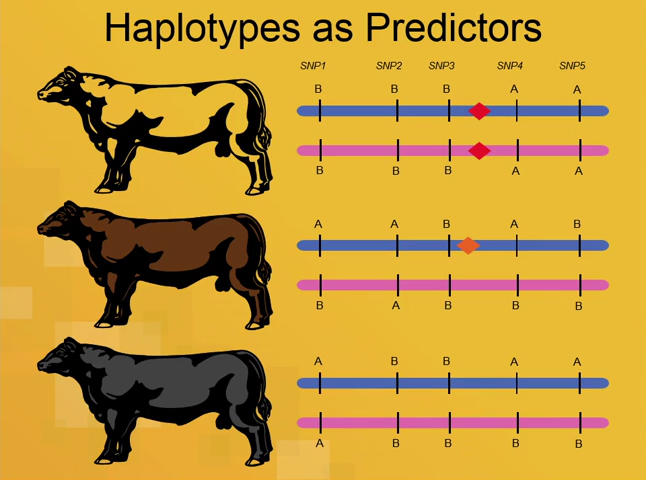 Haplotypes as Predictors
SNP1 SNP2 SNP3 SNP4 SNP5
B B B A A
B B B A A
A A B A B
B A B B B
A B B A A
A B B B B